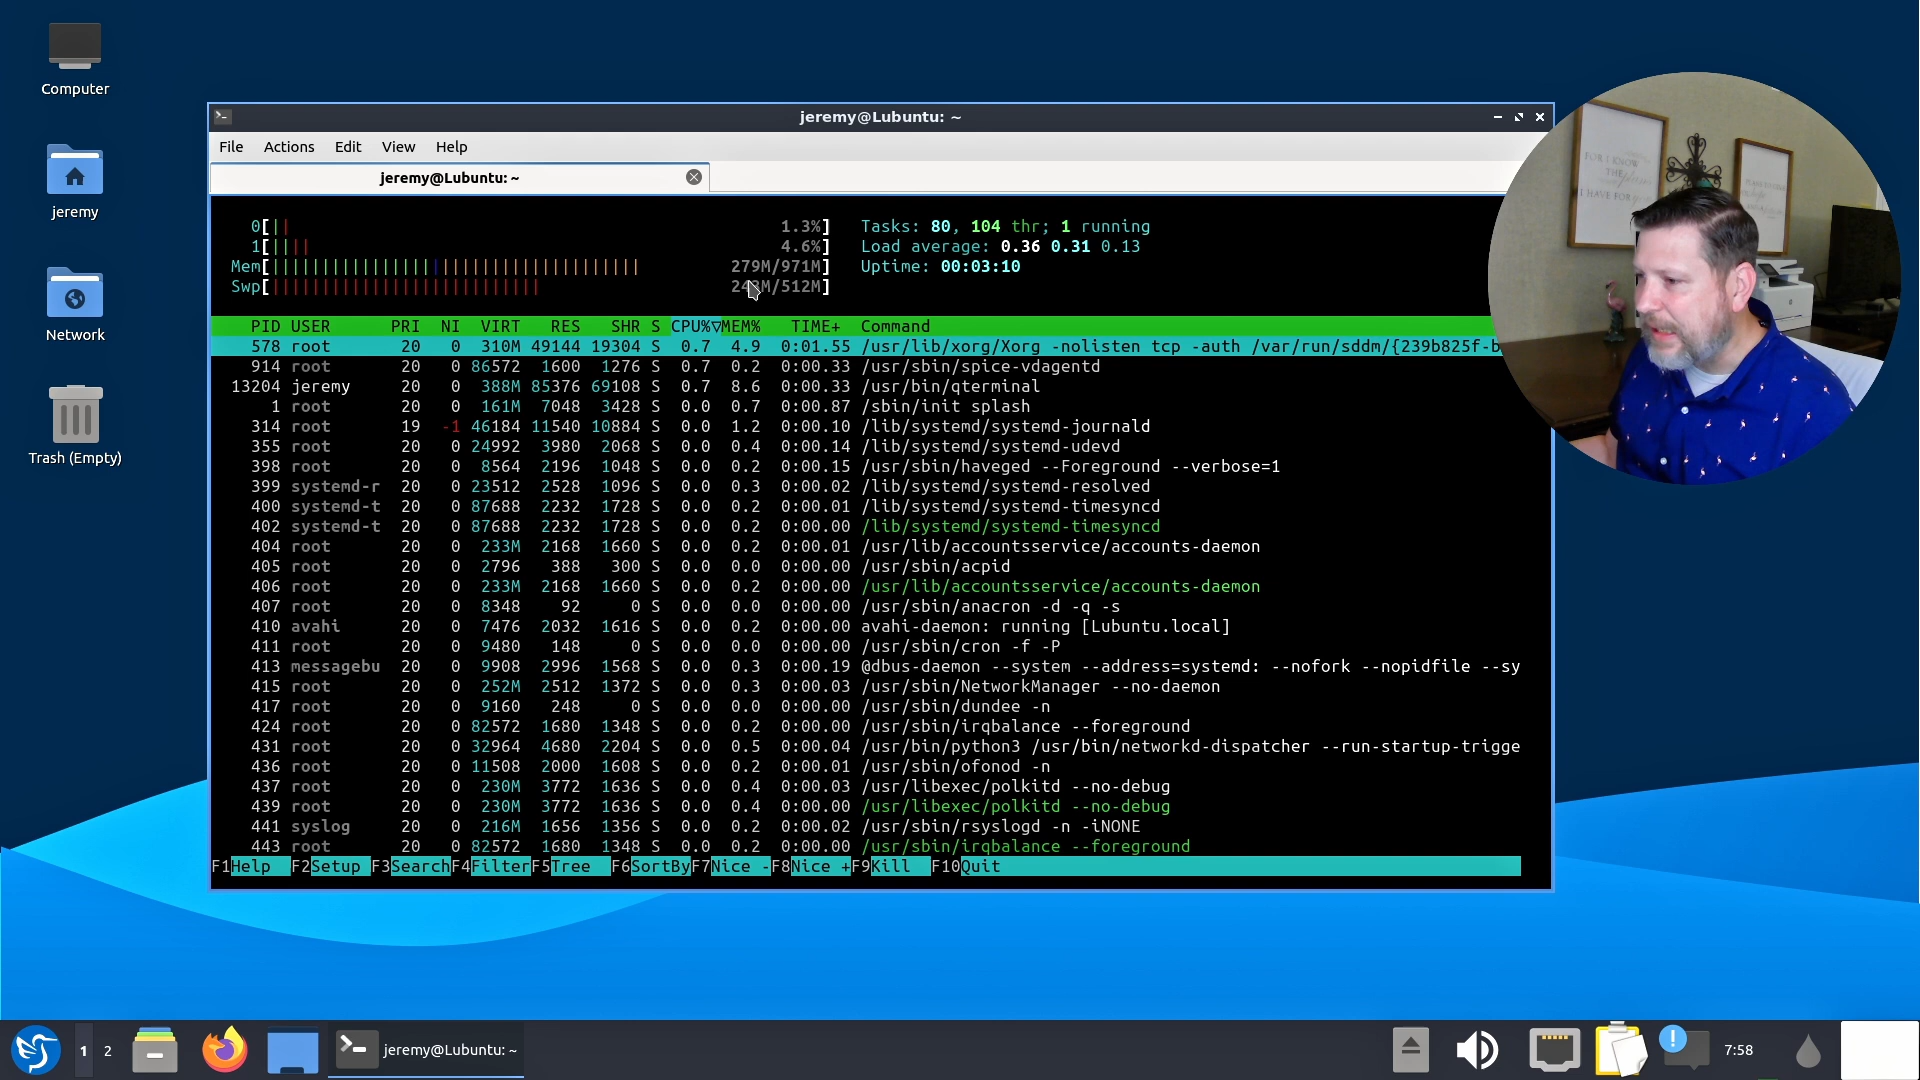 Computer
jeremy
Network
Trash (Empty)
jeremy@Lubuntu: ~
File Actions Edit View Help
jeremy@Lubuntu: ~
0[|| 1.3%] Tasks: 80, 104 thr; 1 running
1[|||| 4.6%] Load average: 0.36 0.31 0.13
Mem[||||||||||||||||||||||||||||||||||||| 279M/971M] Uptime: 00:03:10
Swp[||||||||||||||||||||||||||| /512M]
PID USER PRI NI VIRT RES SHR S CPU%▽MEM% TIME+ Command
578 root 20 0 310M 49144 19304 S 0.7 4.9 0:01.55 /usr/lib/xorg/Xorg -nolisten tcp -auth /var/run/sddm/{239b825f-b
914 root 20 0 86572 1600 1276 S 0.7 0.2 0:00.33 /usr/sbin/spice-vdagentd
13204 jeremy 20 0 388M 85376 69108 S 0.7 8.6 0:00.33 /usr/bin/qterminal
1 root 20 0 161M 7048 3428 S 0.0 0.7 0:00.87 /sbin/init splash
314 root 19 -1 46184 11540 10884 S 0.0 1.2 0:00.10 /lib/systemd/systemd-journald
355 root 20 0 24992 3980 2068 S 0.0 0.4 0:00.14 /lib/systemd/systemd-udevd
398 root 20 0 8564 2196 1048 S 0.0 0.2 0:00.15 /usr/sbin/haveged --Foreground --verbose=1
399 systemd-r 20 0 23512 2528 1096 S 0.0 0.3 0:00.02 /lib/systemd/systemd-resolved
400 systemd-t 20 0 87688 2232 1728 S 0.0 0.2 0:00.01 /lib/systemd/systemd-timesyncd
402 systemd-t 20 0 87688 2232 1728 S 0.0 0.2 0:00.00 /lib/systemd/systemd-timesyncd
404 root 20 0 233M 2168 1660 S 0.0 0.2 0:00.01 /usr/lib/accountsservice/accounts-daemon
405 root 20 0 2796 388 300 S 0.0 0.0 0:00.00 /usr/sbin/acpid
406 root 20 0 233M 2168 1660 S 0.0 0.2 0:00.00 /usr/lib/accountsservice/accounts-daemon
407 root 20 0 8348 92 0 S 0.0 0.0 0:00.00 /usr/sbin/anacron -d -q -s
410 avahi 20 0 7476 2032 1616 S 0.0 0.2 0:00.00 avahi-daemon: running [Lubuntu.local]
411 root 20 0 9480 148 0 S 0.0 0.0 0:00.00 /usr/sbin/cron -f -P
413 messagebu 20 0 9908 2996 1568 S 0.0 0.3 0:00.19 @dbus-daemon --system --address=systemd: --nofork --nopidfile --sy
415 root 20 0 252M 2512 1372 S 0.0 0.3 0:00.03 /usr/sbin/NetworkManager --no-daemon
417 root 20 0 9160 248 0 S 0.0 0.0 0:00.00 /usr/sbin/dundee -n
424 root 20 0 82572 1680 1348 S 0.0 0.2 0:00.00 /usr/sbin/irqbalance --foreground
431 root 20 0 32964 4680 2204 S 0.0 0.5 0:00.04 /usr/bin/python3 /usr/bin/networkd-dispatcher --run-startup-trigge
436 root 20 0 11508 2000 1608 S 0.0 0.2 0:00.01 /usr/sbin/ofonod -n
437 root 20 0 230M 3772 1636 S 0.0 0.4 0:00.03 /usr/libexec/polkitd --no-debug
439 root 20 0 230M 3772 1636 S 0.0 0.4 0:00.00 /usr/libexec/polkitd --no-debug
441 syslog 20 0 216M 1656 1356 S 0.0 0.2 0:00.02 /usr/sbin/rsyslogd -n -iNONE
443 root 20 0 82572 1680 1348 S 0.0 0.2 0:00.00 /usr/sbin/irqbalance --foreground
F1Help F2Setup F3Search F4Filter F5Tree F6SortBy F7Nice - F8Nice + F9Kill F10Quit
FOR I KNOW
THE
I HAVE FOR
1 2 jeremy@Lubuntu: ~ 7:58